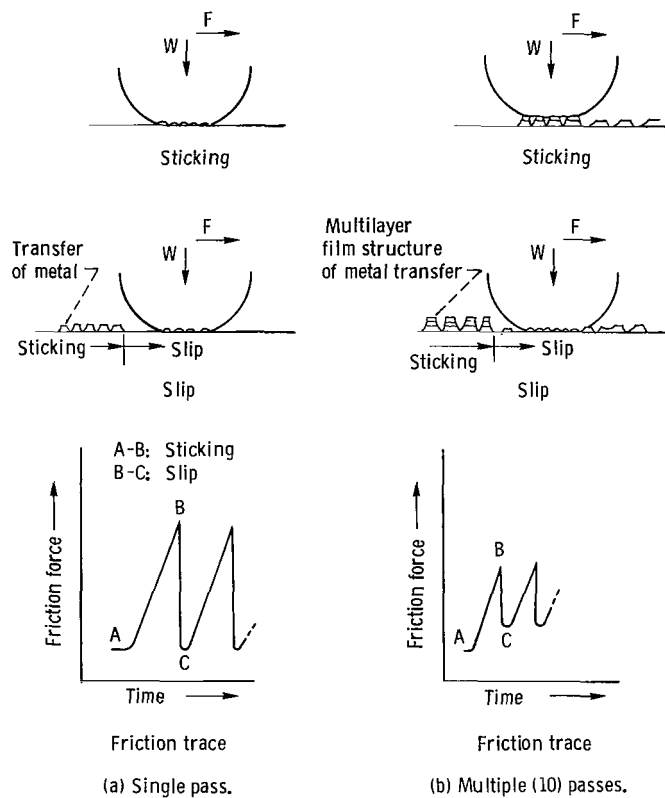 F
W
Sticking
F
W
Sticking
Transfer
of metal
F
W
Sticking
Slip
Slip
Multilayer
film structure
of metal transfer
F
W
Sticking
Slip
Slip
A-B: Sticking
B-C: Slip
Friction force
A
B
C
Time
Friction trace
(a) Single pass.
Friction force
A
B
C
Time
Friction trace
(b) Multiple (10) passes.